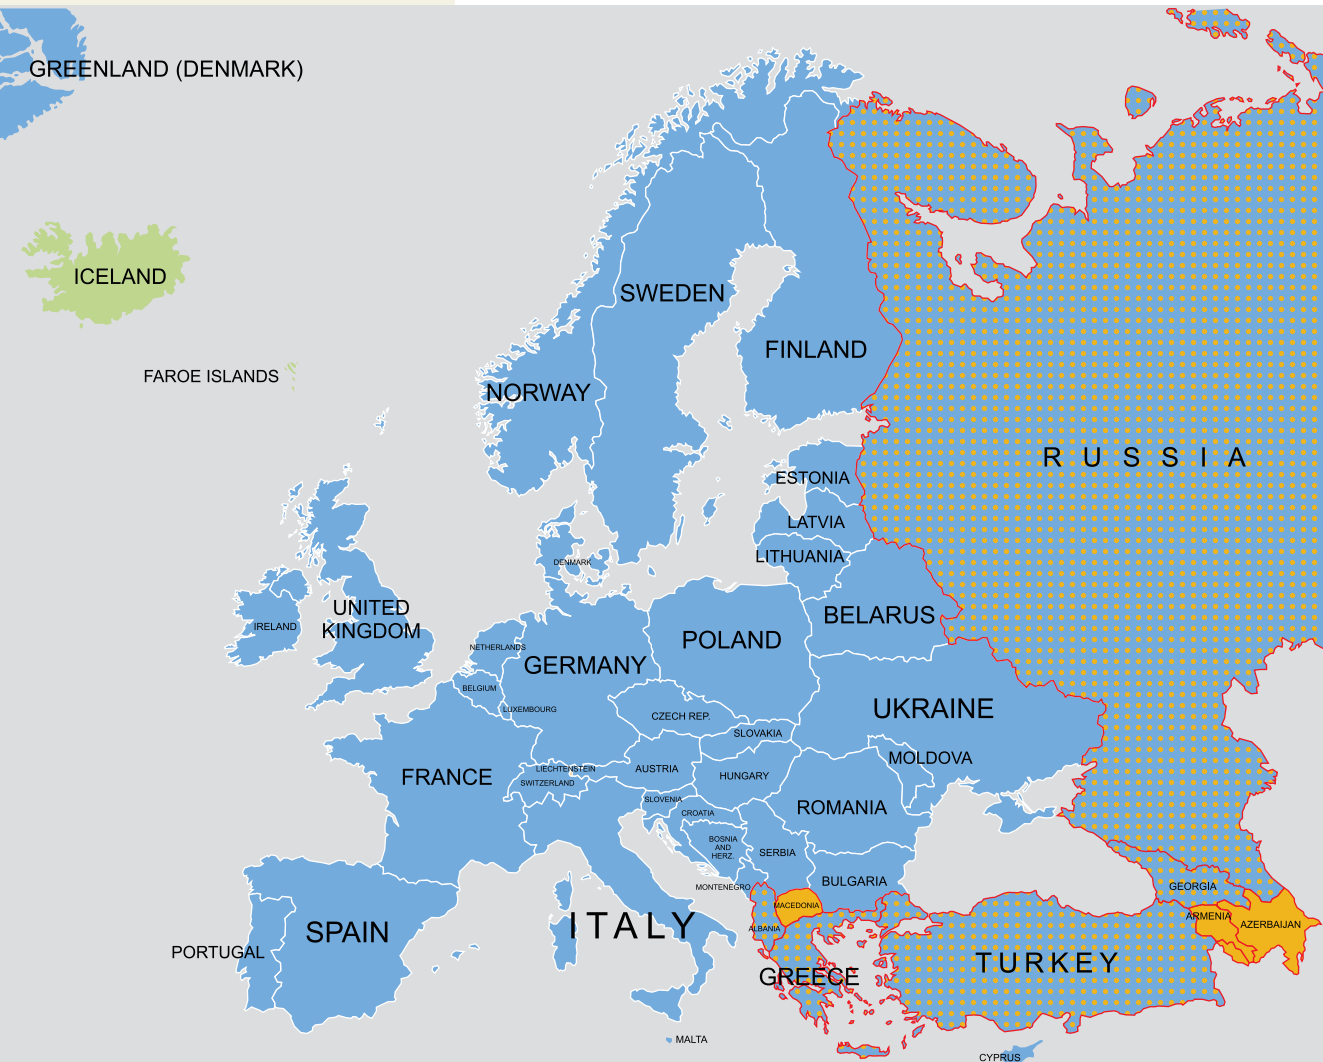 GREENLAND (DENMARK)
ICELAND
SWEDEN
FINLAND
FAROE ISLANDS
NORWAY
RUSSIA
ESTONIA
LATVIA
LITHUANIA
DENMARK
UNITED
KINGDOM
BELARUS
IRELAND
POLAND
NETHERLANDS
GERMANY
BELGIUM
LUXEMBOURG
UKRAINE
CZECH REP.
SLOVAKIA
MOLDOVA
LIECHTENSTEIN
AUSTRIA
FRANCE
HUNGARY
SWITZERLAND
SLOVENIA
ROMANIA
CROATIA
BOSNIA
AND
HERZ.
SERBIA
BULGARIA
MONTENEGRO
GEORGIA
MACEDONIA
ARMENIA
AZERBAIJAN
ITALY
ALBANIA
SPAIN
PORTUGAL
TURKEY
GREECE
MALTA
CYPRUS